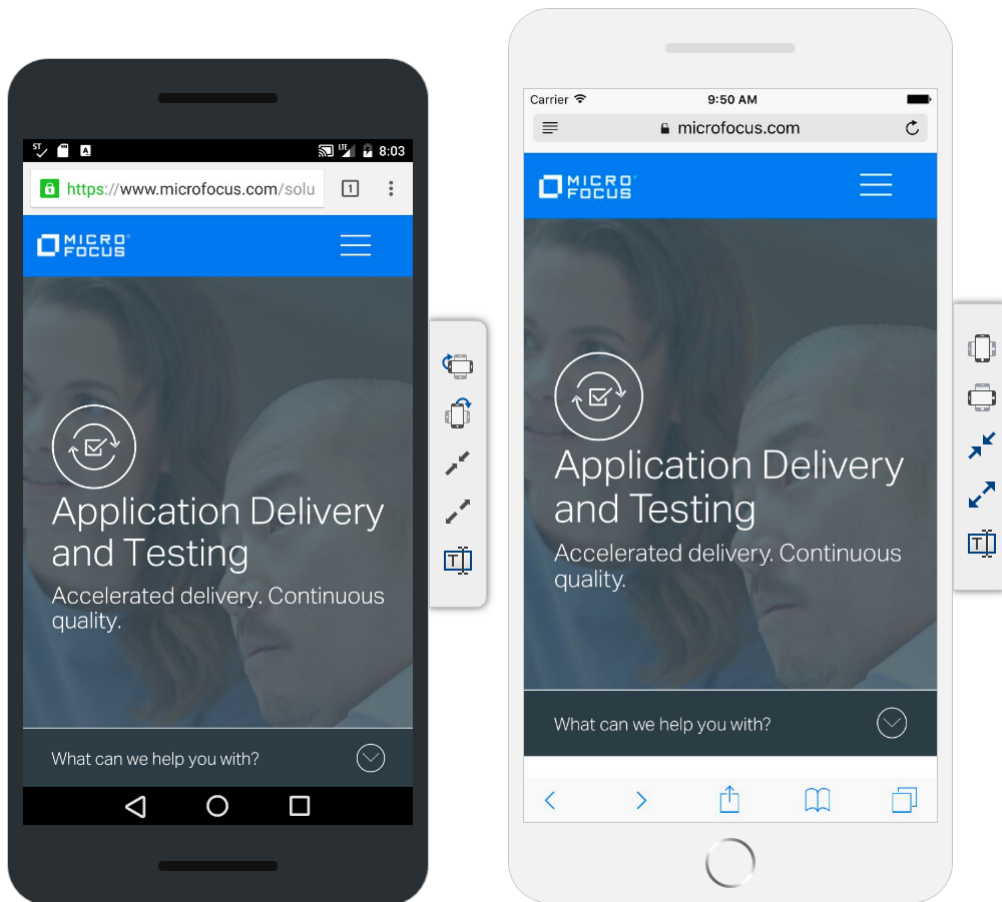 ST A LTE 8:03
https://www.microfocus.com/solu 1
MICRO
FOCUS
Application Delivery
and Testing
Accelerated delivery. Continuous
quality.
What can we help you with?
T
Carrier 9:50 AM
microfocus.com
MICRO
FOCUS
Application Delivery
and Testing
Accelerated delivery. Continuous
quality.
What can we help you with?
T